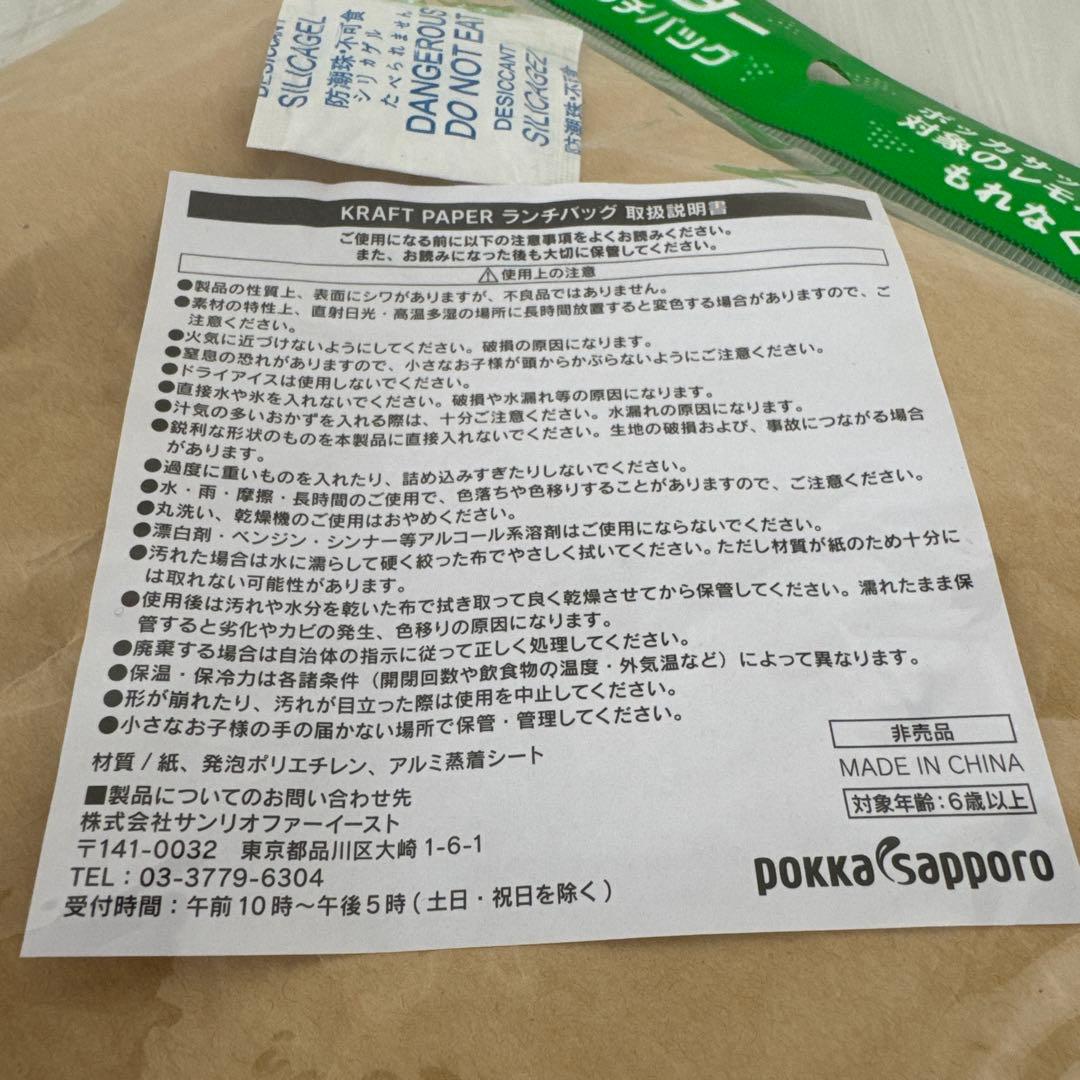 DESICCANT
SILICAGEL
防潮珠・不可食
シリカゲル
たべられません
DANGEROUS
DO NOT EAT
DESICCANT
SILICAGEL
防潮珠・不可食
ンチバッグ
ポッカサッ
対象のレモ
もれなく
KRAFT PAPER ランチバッグ 取扱説明書
ご使用になる前に以下の注意事項をよくお読みください。
また、お読みになった後も大切に保管してください。
⚠使用上の注意
●製品の性質上、表面にシワがありますが、不良品ではありません。
●素材の特性上、直射日光・高温多湿の場所に長時間放置すると変色する場合がありますので、ご
注意ください。
●火気に近づけないようにしてください。破損の原因になります。
●窒息の恐れがありますので、小さなお子様が頭からかぶらないようにご注意ください。
●ドライアイスは使用しないでください。
●直接水や氷を入れないでください。破損や水漏れ等の原因になります。
●汁気の多いおかずを入れる際は、十分ご注意ください。水漏れの原因になります。
●鋭利な形状のものを本製品に直接入れないでください。生地の破損および、事故につながる場合
があります。
●過度に重いものを入れたり、詰め込みすぎたりしないでください。
●水・雨・摩擦・長時間のご使用で、色落ちや色移りすることがありますので、ご注意ください。
●丸洗い、乾燥機のご使用はおやめください。
●漂白剤・ベンジン・シンナー等アルコール系溶剤はご使用にならないでください。
●汚れた場合は水に濡らして硬く絞った布でやさしく拭いてください。ただし材質が紙のため十分に
は取れない可能性があります。
●使用後は汚れや水分を乾いた布で拭き取って良く乾燥させてから保管してください。濡れたまま保
管すると劣化やカビの発生、色移りの原因になります。
●廃棄する場合は自治体の指示に従って正しく処理してください。
●保温・保冷力は各諸条件（開閉回数や飲食物の温度・外気温など）によって異なります。
●形が崩れたり、汚れが目立った際は使用を中止してください。
●小さなお子様の手の届かない場所で保管・管理してください。
材質/紙、発泡ポリエチレン、アルミ蒸着シート
■製品についてのお問い合わせ先
株式会社サンリオファーイースト
〒141-0032 東京都品川区大崎1-6-1
TEL：03-3779-6304
受付時間：午前10時～午後5時（土日・祝日を除く）
非売品
MADE IN CHINA
対象年齢：6歳以上
POKKA Sapporo